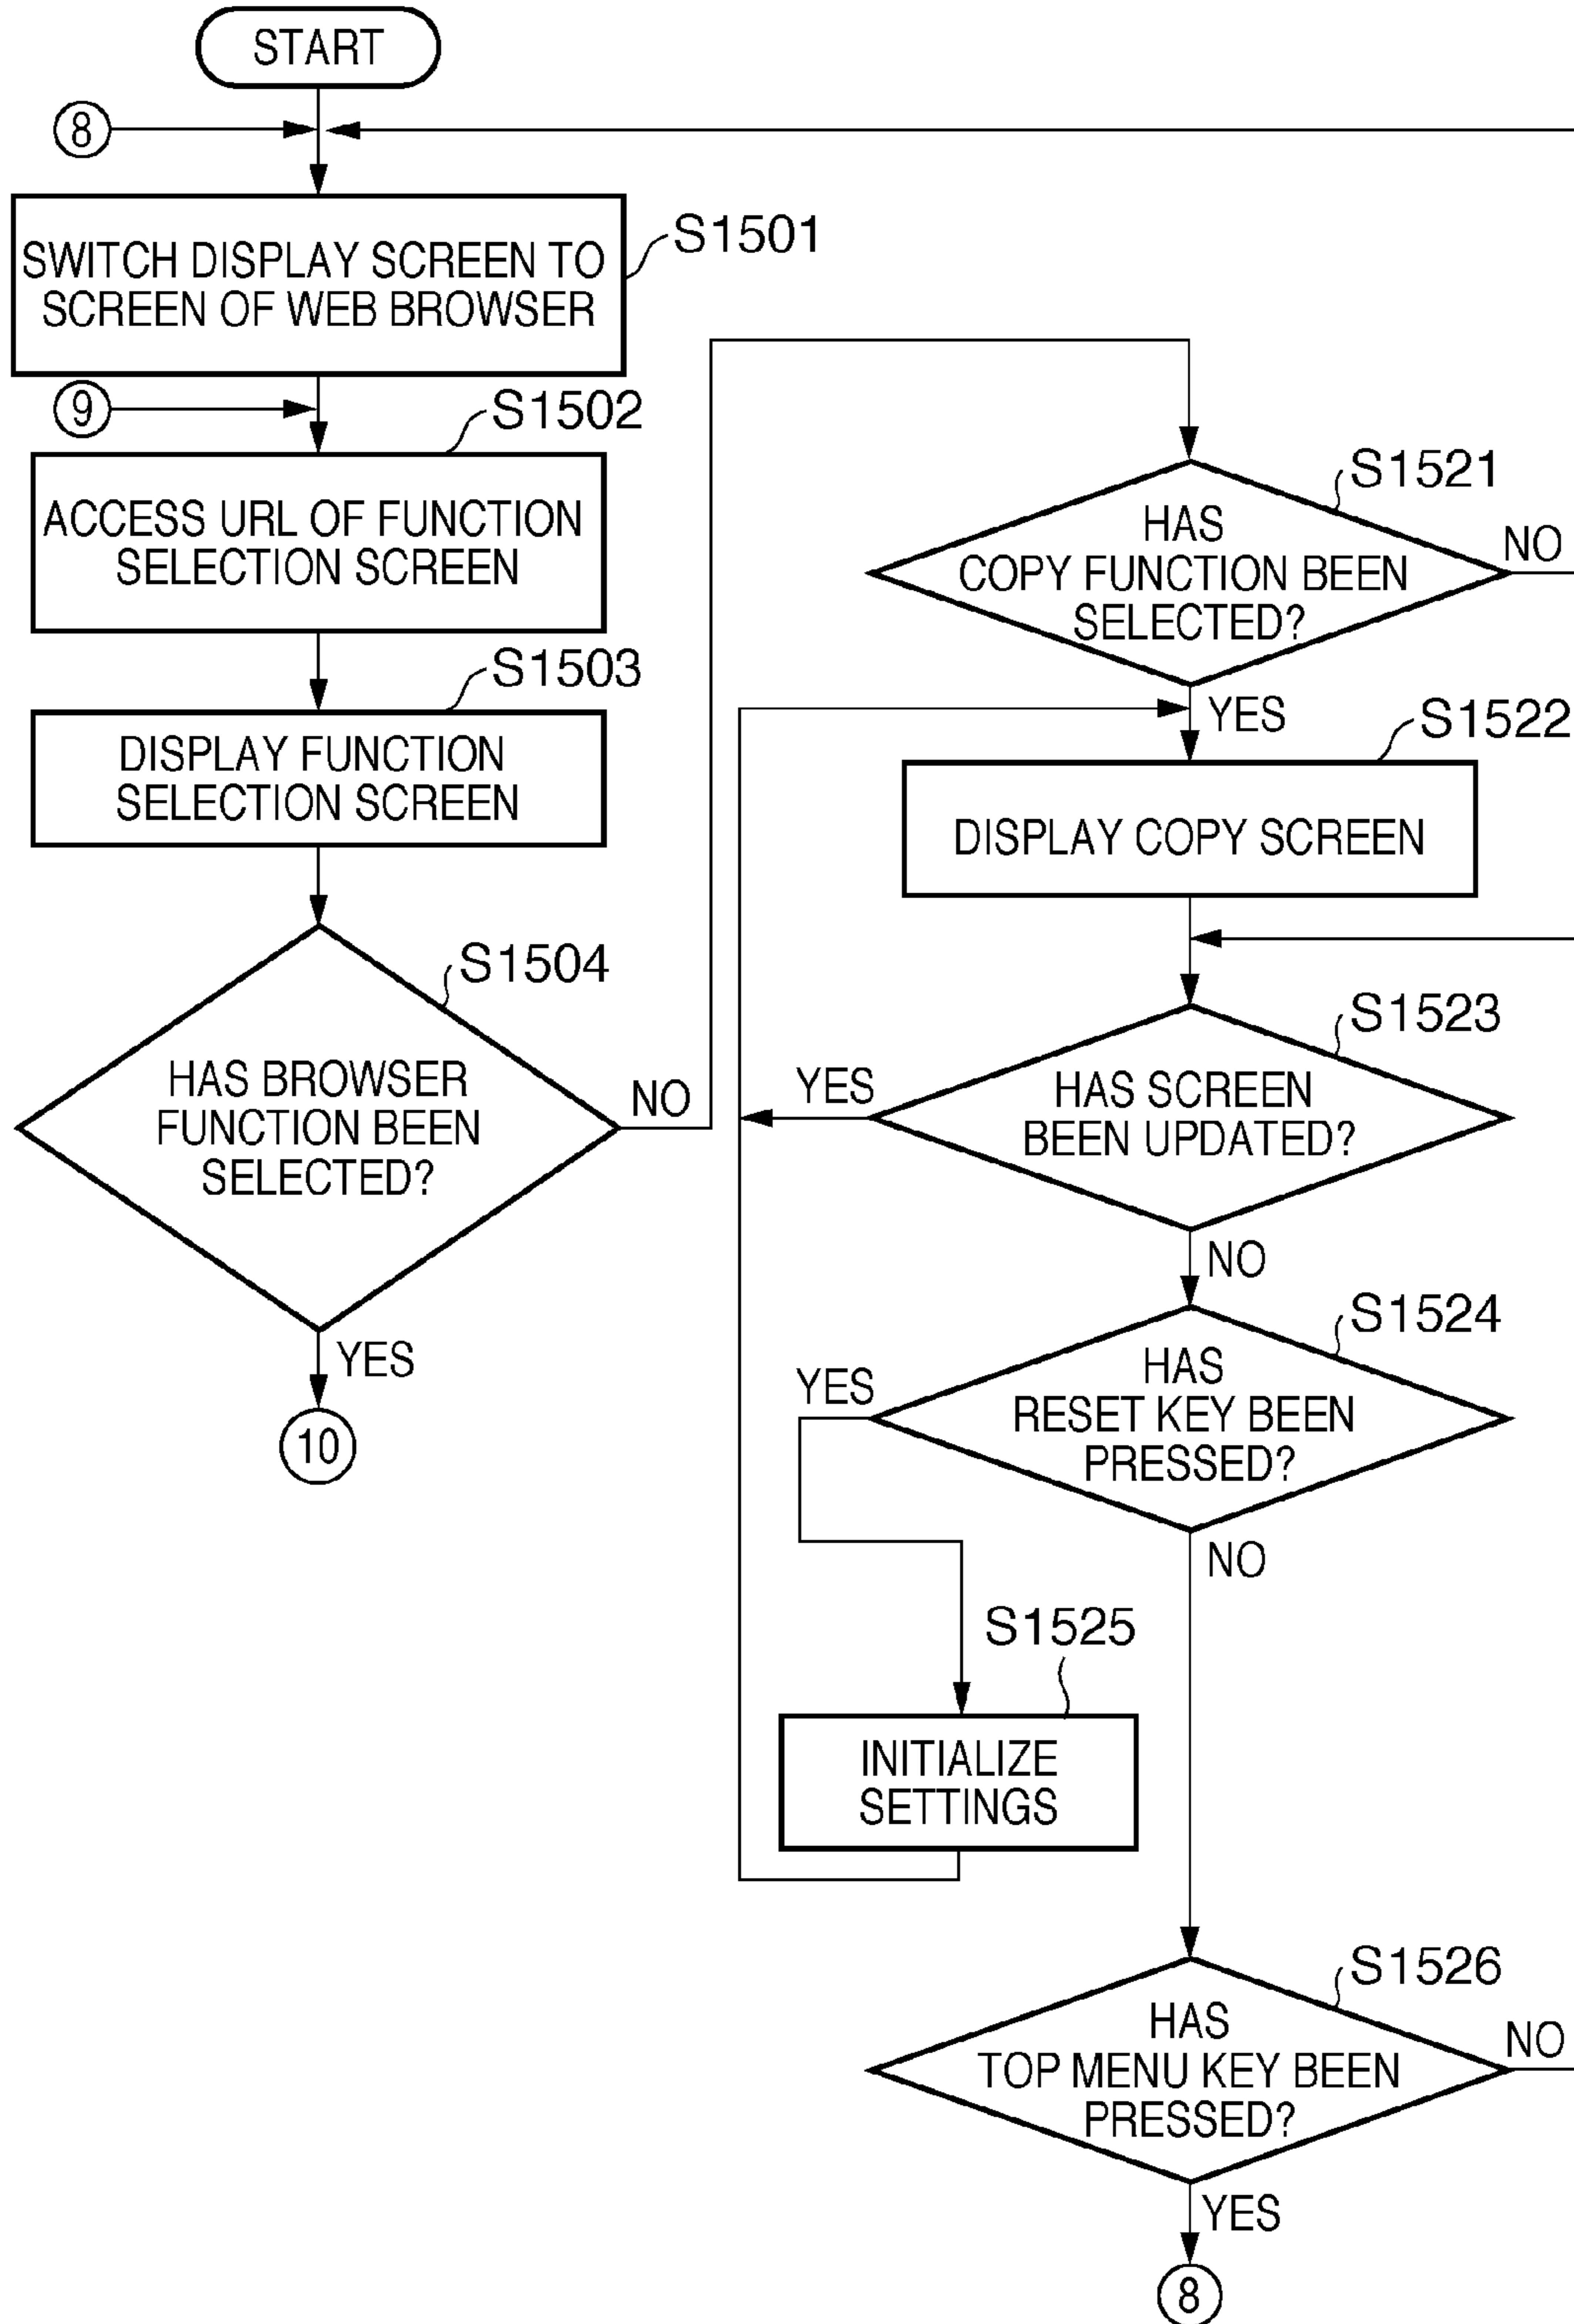 START
8
SWITCH DISPLAY SCREEN TO
SCREEN OF WEB BROWSER
S1501
9
S1502
ACCESS URL OF FUNCTION
SELECTION SCREEN
S1503
DISPLAY FUNCTION
SELECTION SCREEN
S1504
HAS BROWSER
FUNCTION BEEN
SELECTED?
NO
YES
10
S1521
HAS
COPY FUNCTION BEEN
SELECTED?
NO
YES
S1522
DISPLAY COPY SCREEN
S1523
HAS SCREEN
BEEN UPDATED?
YES
NO
S1524
HAS
RESET KEY BEEN
PRESSED?
YES
NO
S1525
INITIALIZE
SETTINGS
S1526
HAS
TOP MENU KEY BEEN
PRESSED?
NO
YES
8